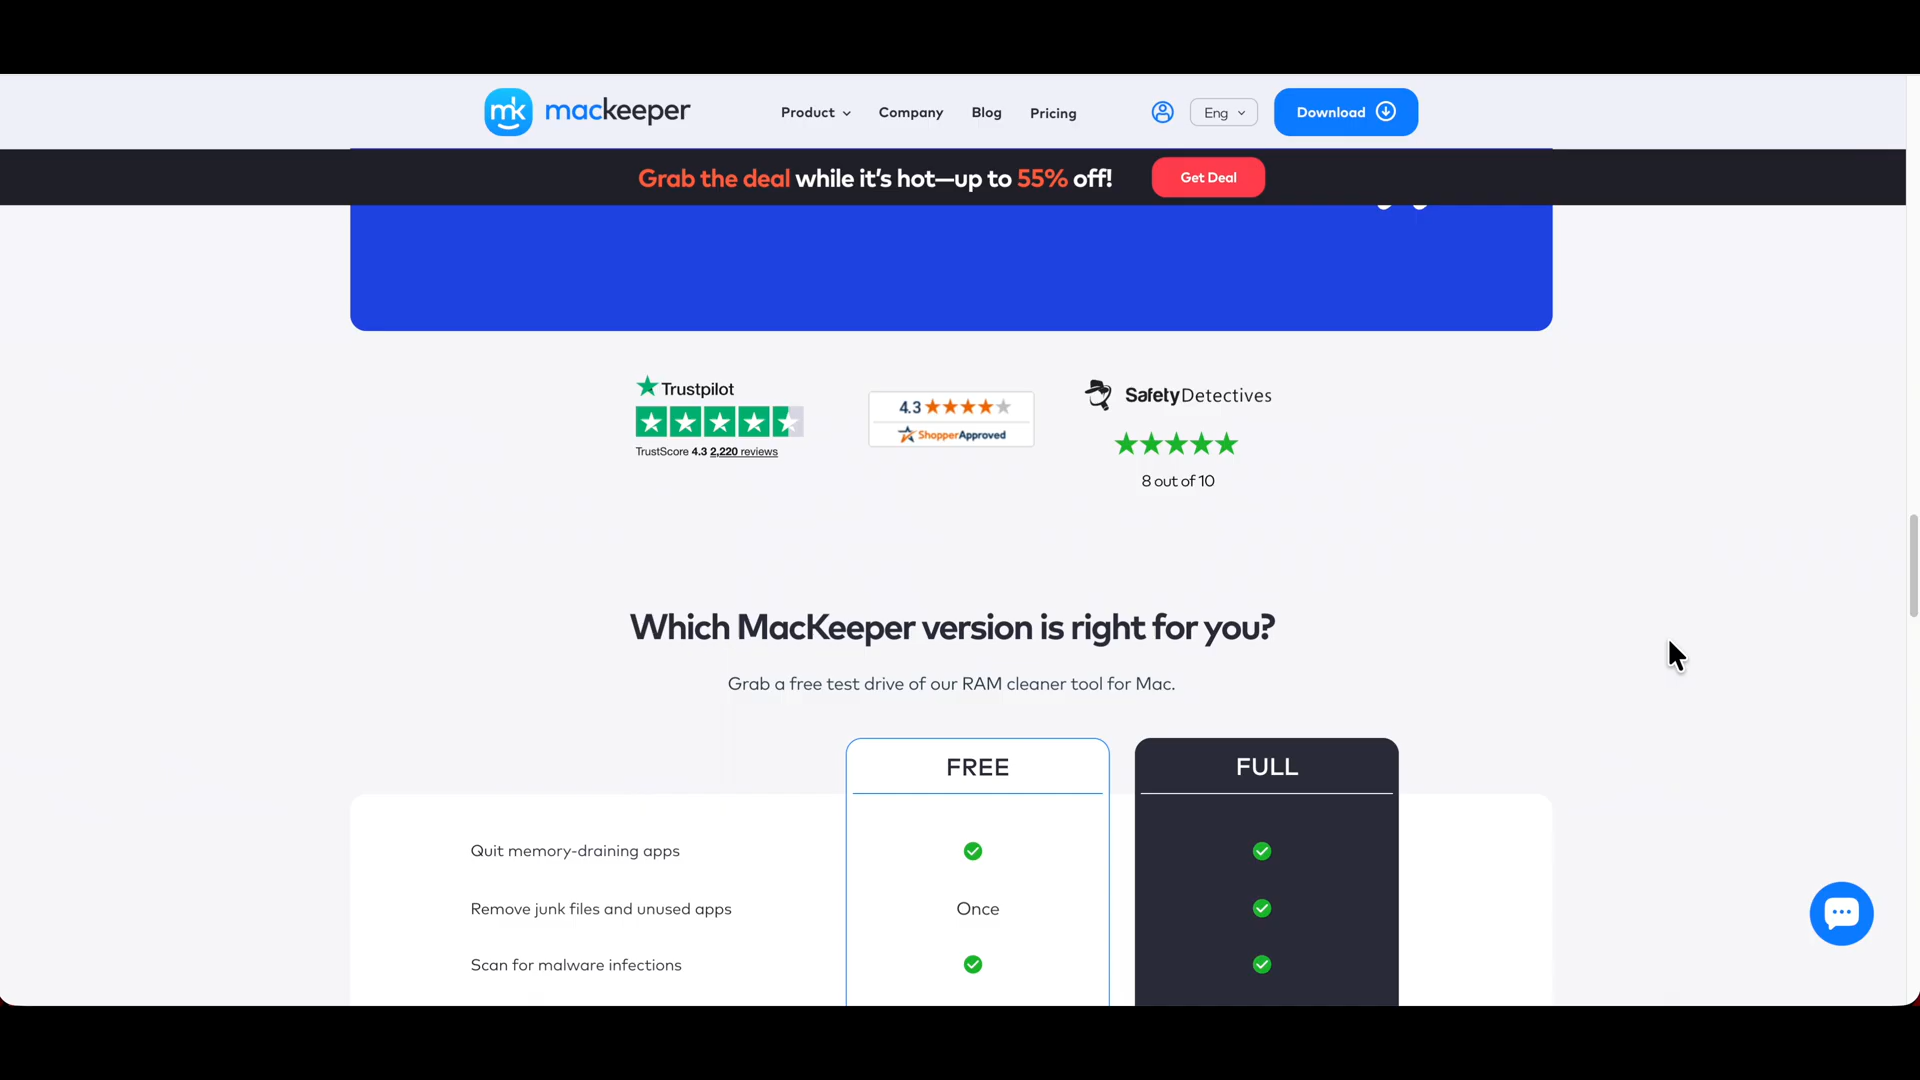 mk mackeeper Product Company Blog Pricing Eng Download
Grab the deal while it's hot—up to 55% off! Get Deal
Trustpilot
TrustScore 4.3 2,220 reviews
4.3
ShopperApproved
SafetyDetectives
8 out of 10
Which MacKeeper version is right for you?
Grab a free test drive of our RAM cleaner tool for Mac.
FREE FULL
Quit memory-draining apps
Remove junk files and unused apps Once
Scan for malware infections